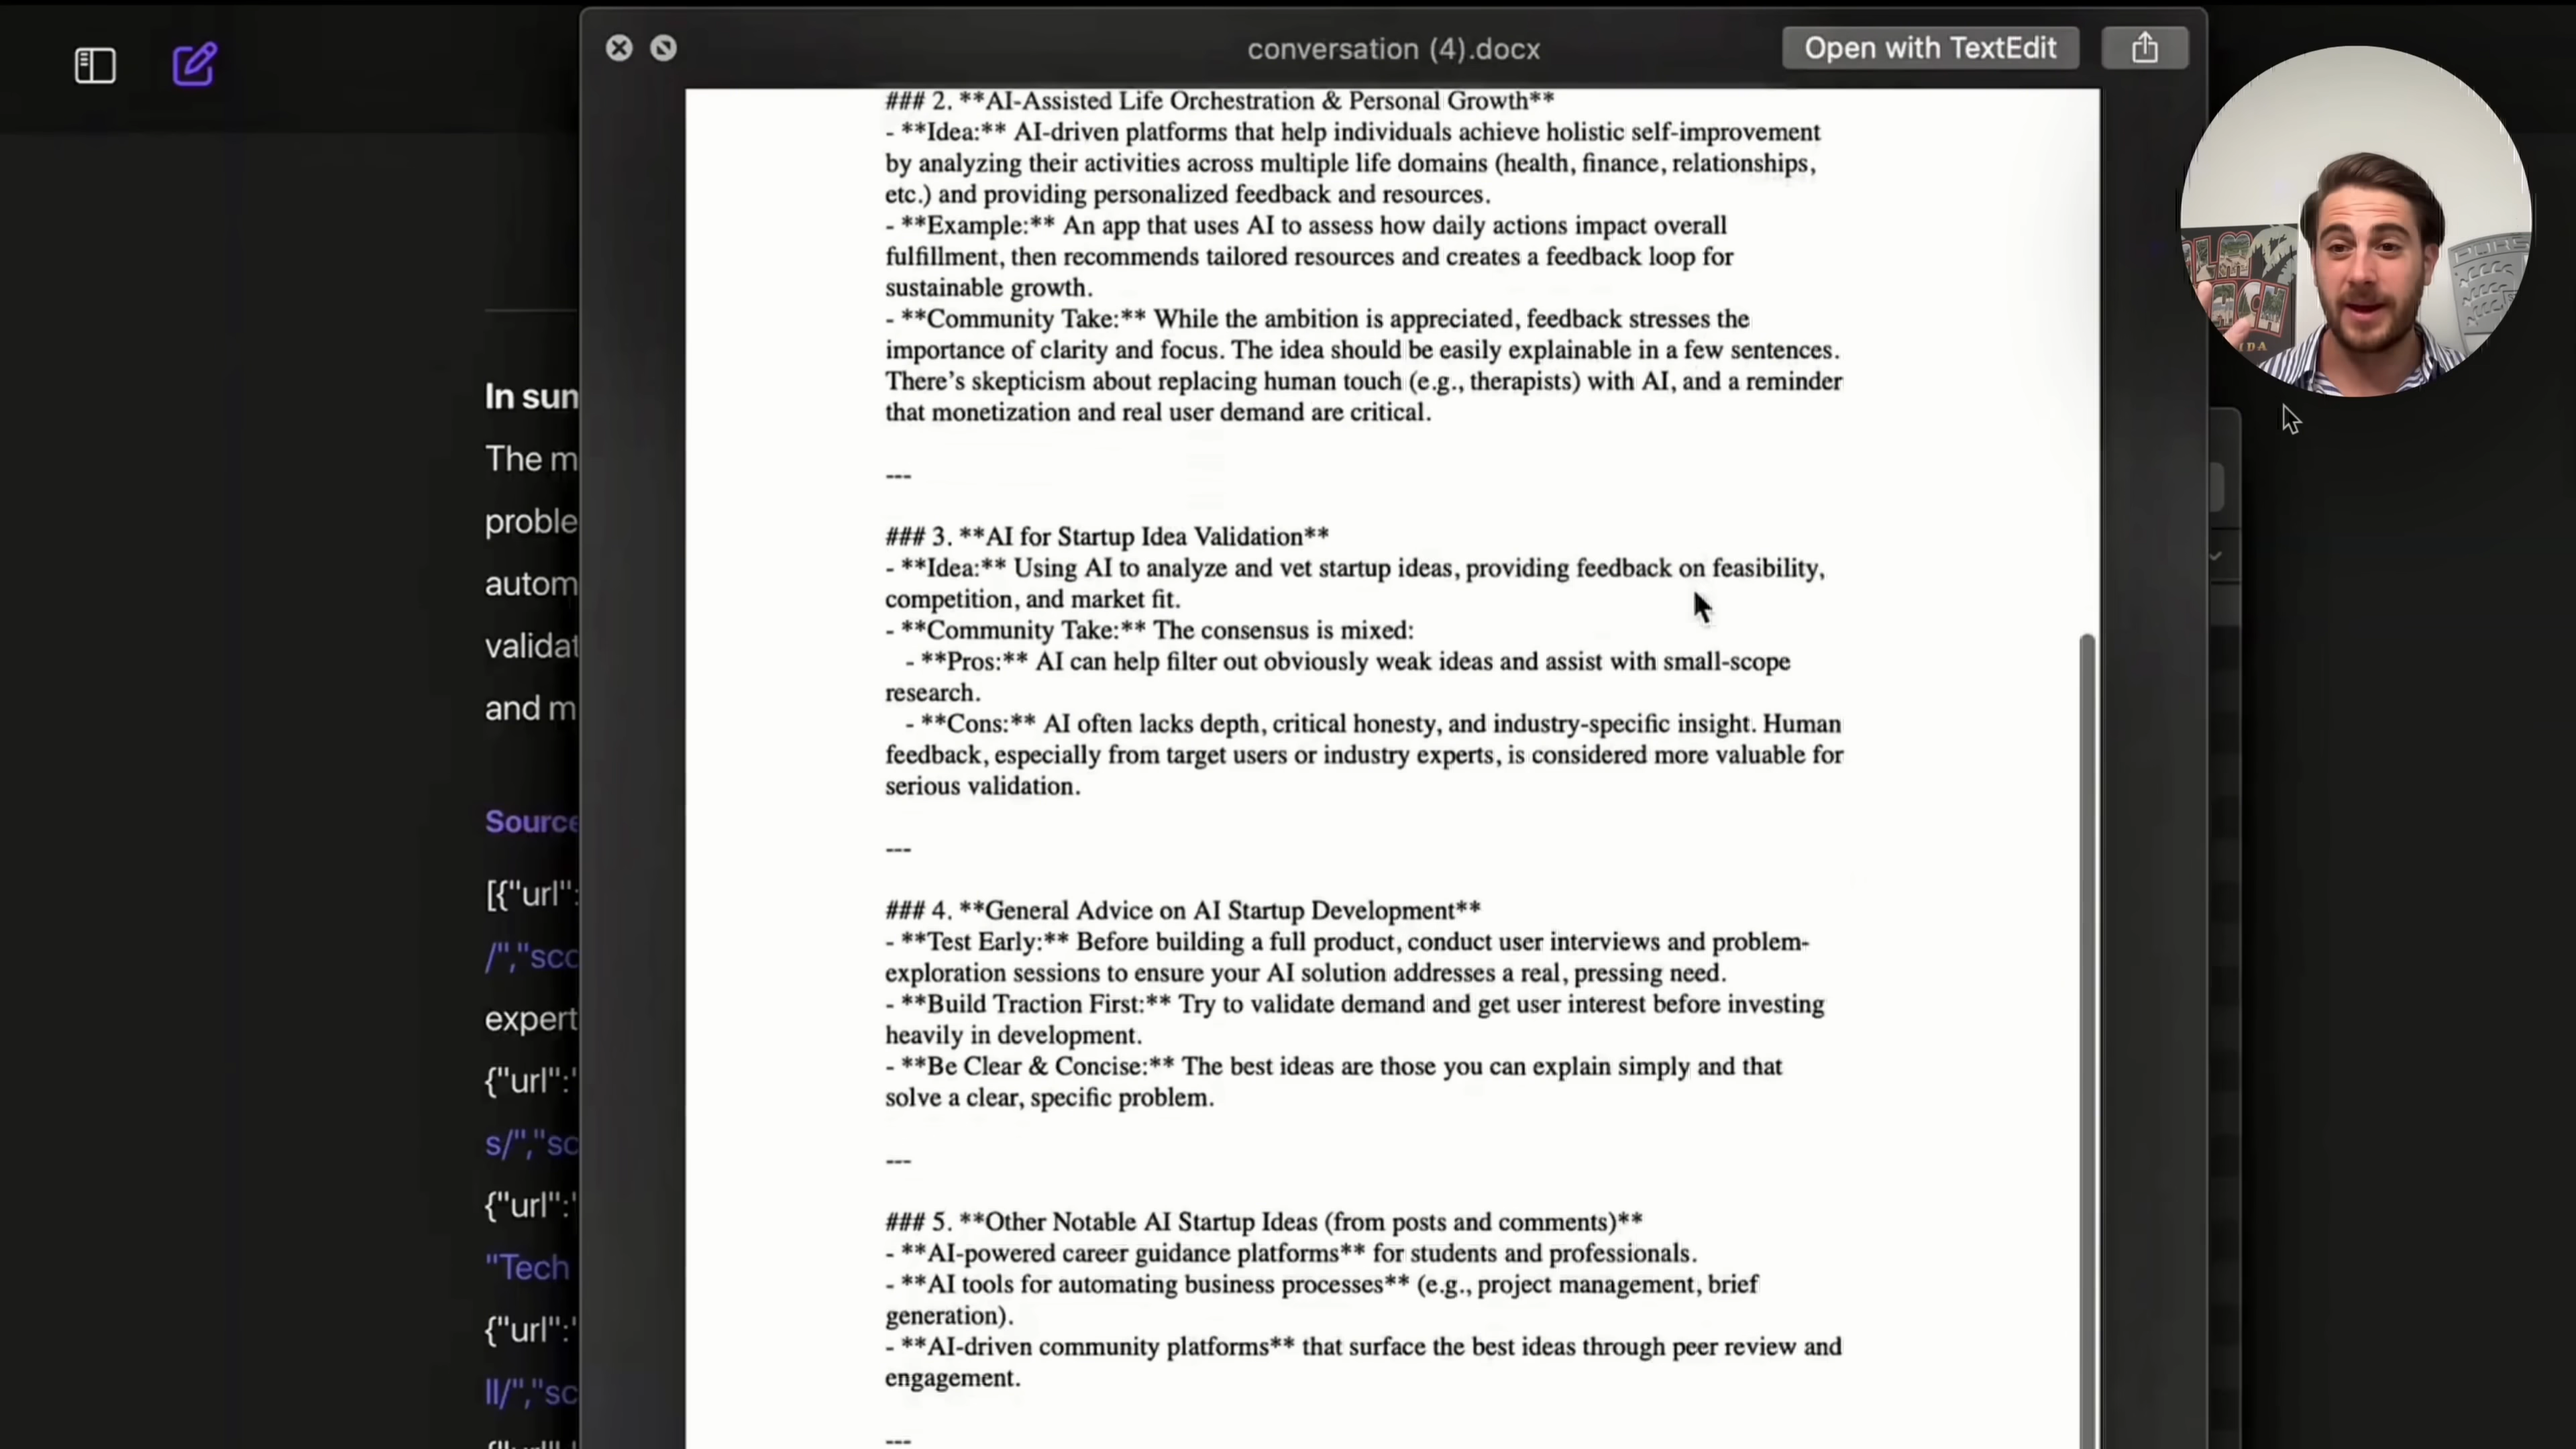 conversation (4).docx
Open with TextEdit
### 2. **AI-Assisted Life Orchestration & Personal Growth**
- **Idea:** AI-driven platforms that help individuals achieve holistic self-improvement
by analyzing their activities across multiple life domains (health, finance, relationships,
etc.) and providing personalized feedback and resources.
- **Example:** An app that uses AI to assess how daily actions impact overall
fulfillment, then recommends tailored resources and creates a feedback loop for
sustainable growth.
- **Community Take:** While the ambition is appreciated, feedback stresses the
importance of clarity and focus. The idea should be easily explainable in a few sentences.
There's skepticism about replacing human touch (e.g., therapists) with AI, and a reminder
that monetization and real user demand are critical.
---
### 3. **AI for Startup Idea Validation**
- **Idea:** Using AI to analyze and vet startup ideas, providing feedback on feasibility,
competition, and market fit.
- **Community Take:** The consensus is mixed:
- **Pros:** AI can help filter out obviously weak ideas and assist with small-scope
research.
- **Cons:** AI often lacks depth, critical honesty, and industry-specific insight. Human
feedback, especially from target users or industry experts, is considered more valuable for
serious validation.
---
### 4. **General Advice on AI Startup Development**
- **Test Early:** Before building a full product, conduct user interviews and problem-
exploration sessions to ensure your AI solution addresses a real, pressing need.
- **Build Traction First:** Try to validate demand and get user interest before investing
heavily in development.
- **Be Clear & Concise:** The best ideas are those you can explain simply and that
solve a clear, specific problem.
---
### 5. **Other Notable AI Startup Ideas (from posts and comments)**
- **AI-powered career guidance platforms** for students and professionals.
- **AI tools for automating business processes** (e.g., project management, brief
generation).
- **AI-driven community platforms** that surface the best ideas through peer review and
engagement.
---
In sum
The m
proble
autom
validat
and m
Source
[{"url":
/","sco
expert
{"url":"
s/","sc
{"url":"
"Tech
{"url":"
ll/","sc